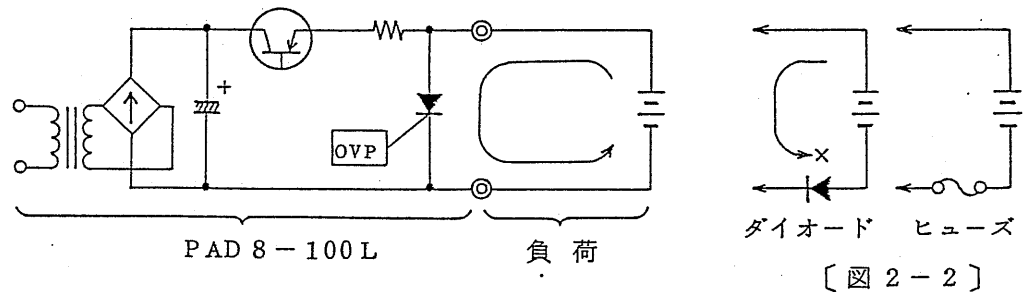 +
OVP
×
ダイオード ヒューズ
PAD 8-100L 負荷
〔図 2-2〕